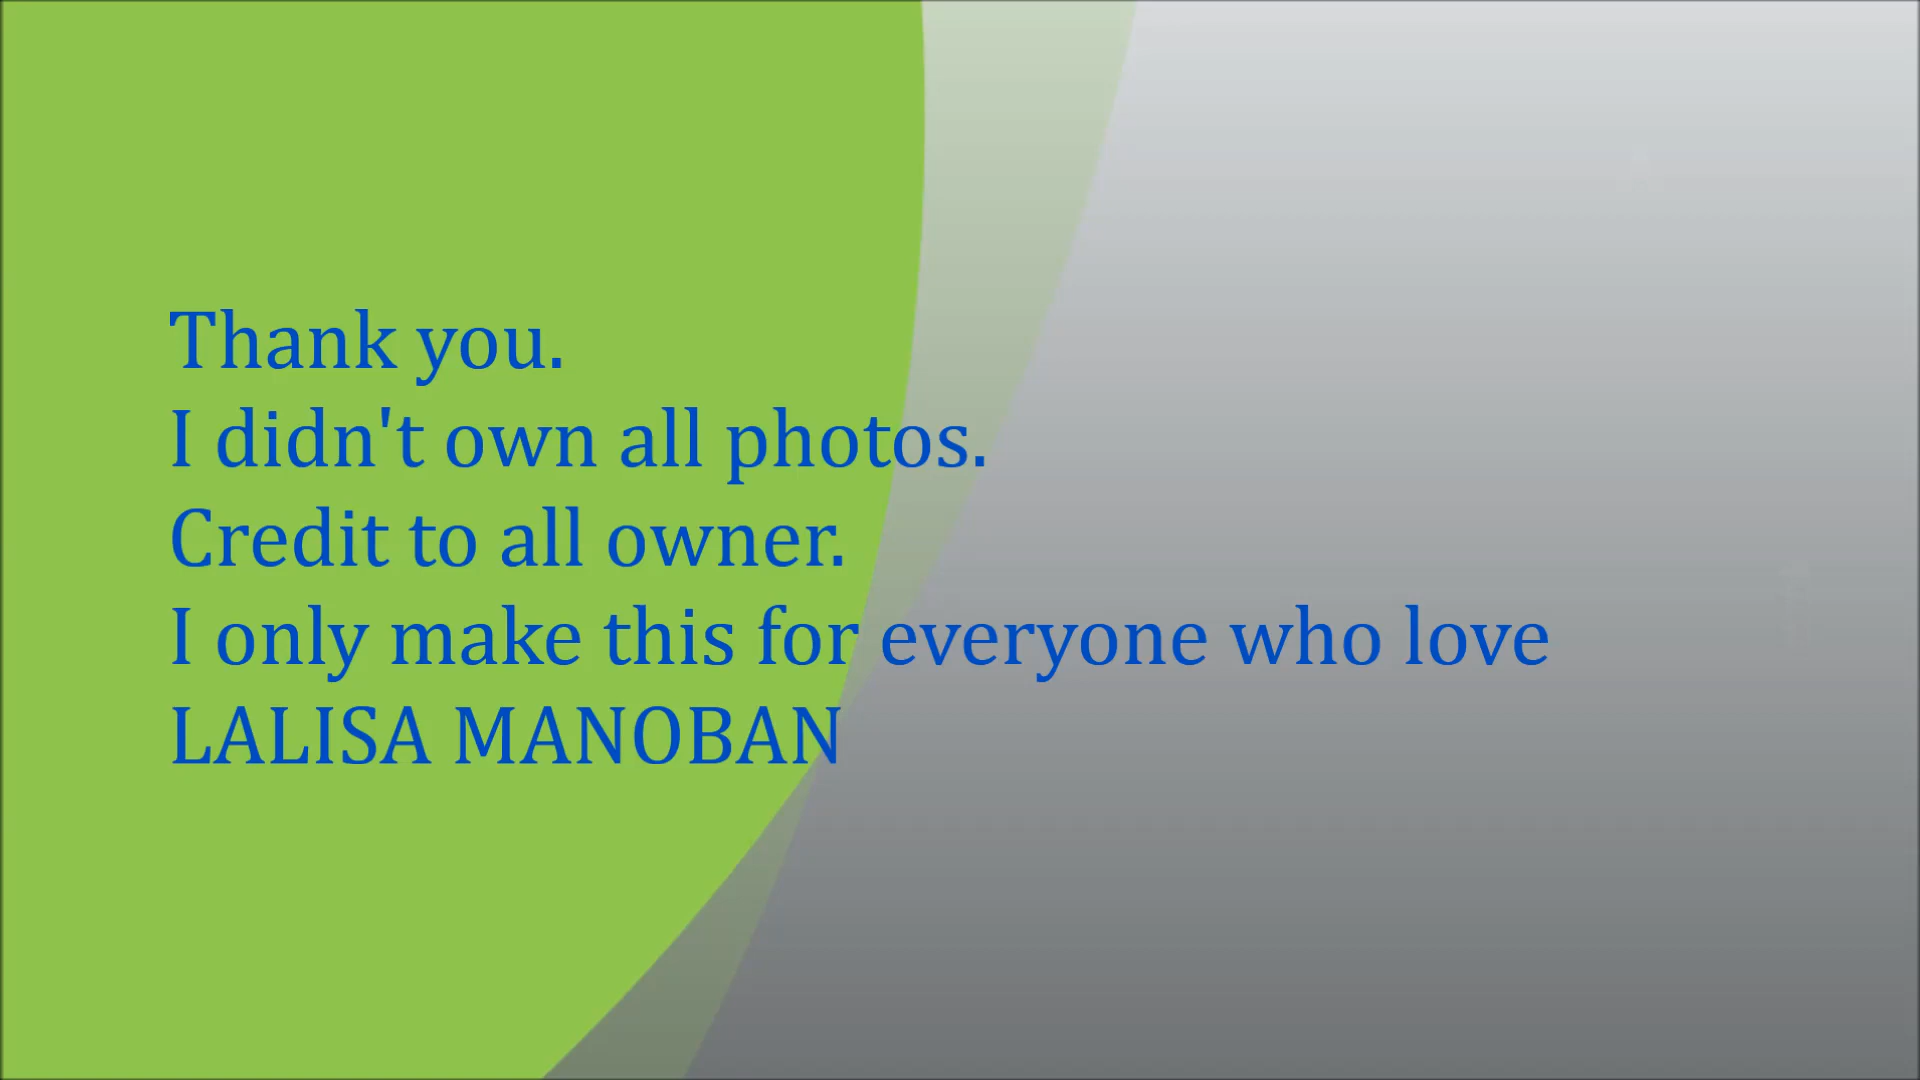 Thank you.
I didn't own all photos.
Credit to all owner.
I only make this for everyone who love
LALISA MANOBAN